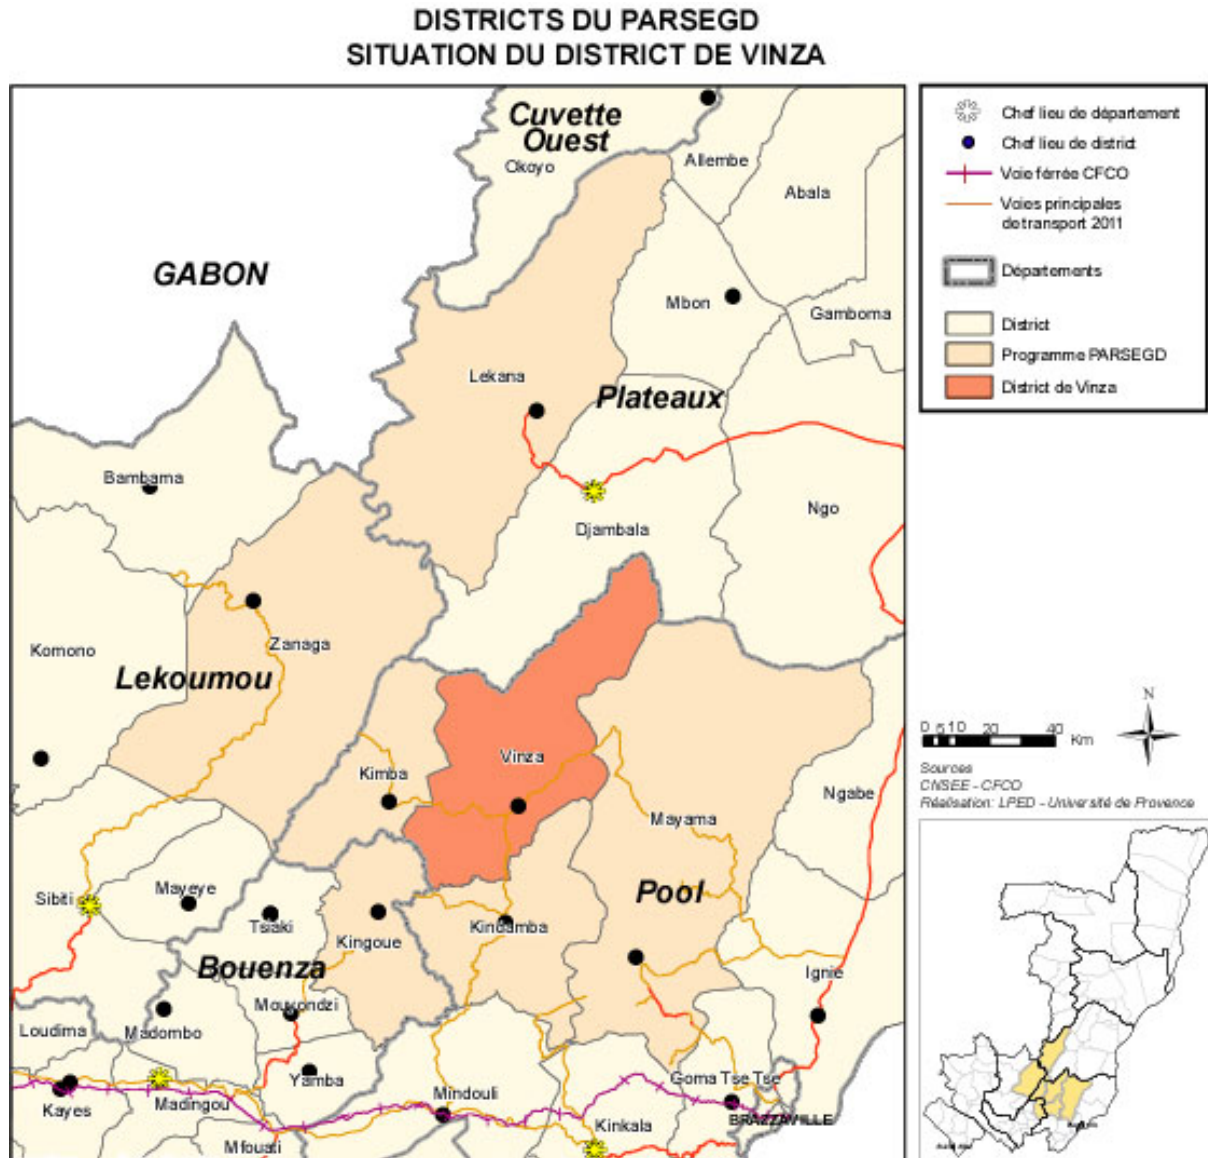 DISTRICTS DU PARSEGD
SITUATION DU DISTRICT DE VINZA
Cuvette
Ouest
Okoyo
Allembe
Abala
GABON
Mbon
Gamboma
Lekana
Plateaux
Bambama
Ngo
Djambala
Zanaga
Komono
Lekoumou
Vinza
Kimba
Ngabe
Mayama
Pool
Mayeye
Sibiti
Tsiaki
Kingoue
Kindamba
Bouenza
Ignie
Mouyondzi
Loudima
Madombo
Yamba
Goma Tse Tse
Mindouli
Kayes
Madingou
BRAZZAVILLE
Kinkala
Mfouati
Chef lieu de département
Chef lieu de district
Voie férrée CFCO
Voies principales
de transport 2011
Départements
District
Programme PARSEGD
District de Vinza
N
0 5 10 20 40
Km
Sources
CNSEE - CFCO
Réalisation: LPED - Université de Provence